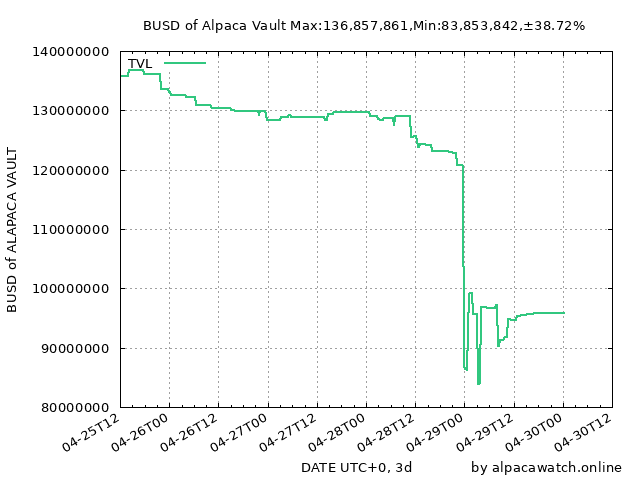 BUSD of Alpaca Vault Max:136,857,861,Min:83,853,842,±38.72%
140000000
TVL
130000000
120000000
110000000
100000000
90000000
80000000
BUSD of ALAPACA VAULT
04-25T12
04-26T00
04-26T12
04-27T00
04-27T12
04-28T00
04-28T12
04-29T00
04-29T12
04-30T00
04-30T12
DATE UTC+0, 3d
by alpacawatch.online